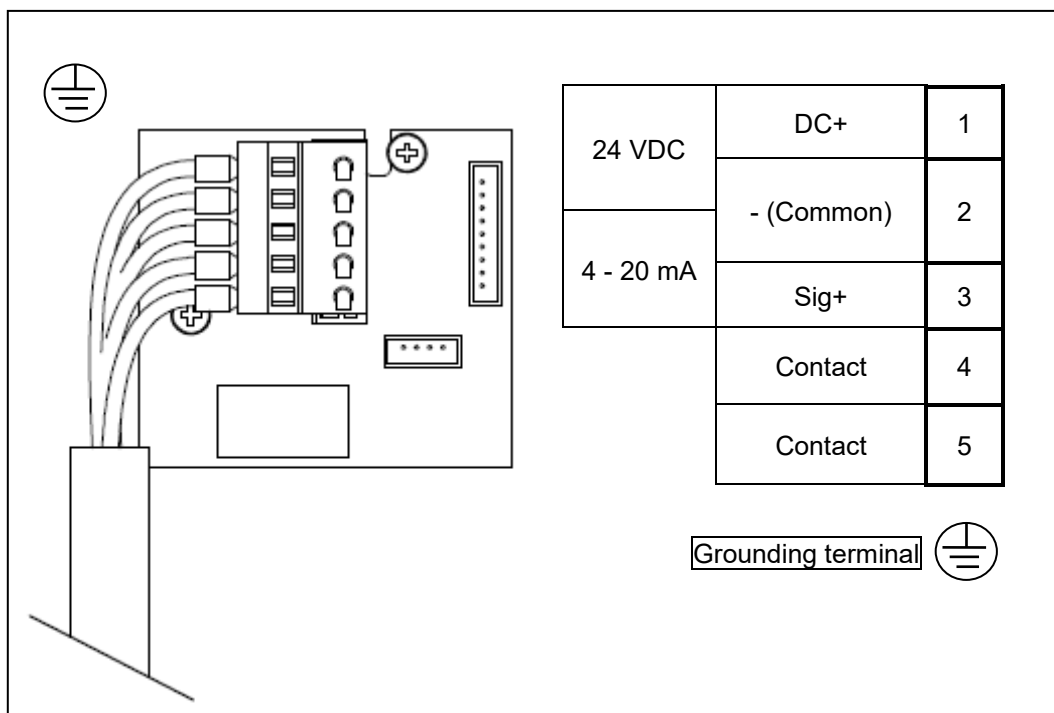 24 VDC
DC+
1
- (Common)
2
4 - 20 mA
Sig+
3
Contact
4
Contact
5
Grounding terminal